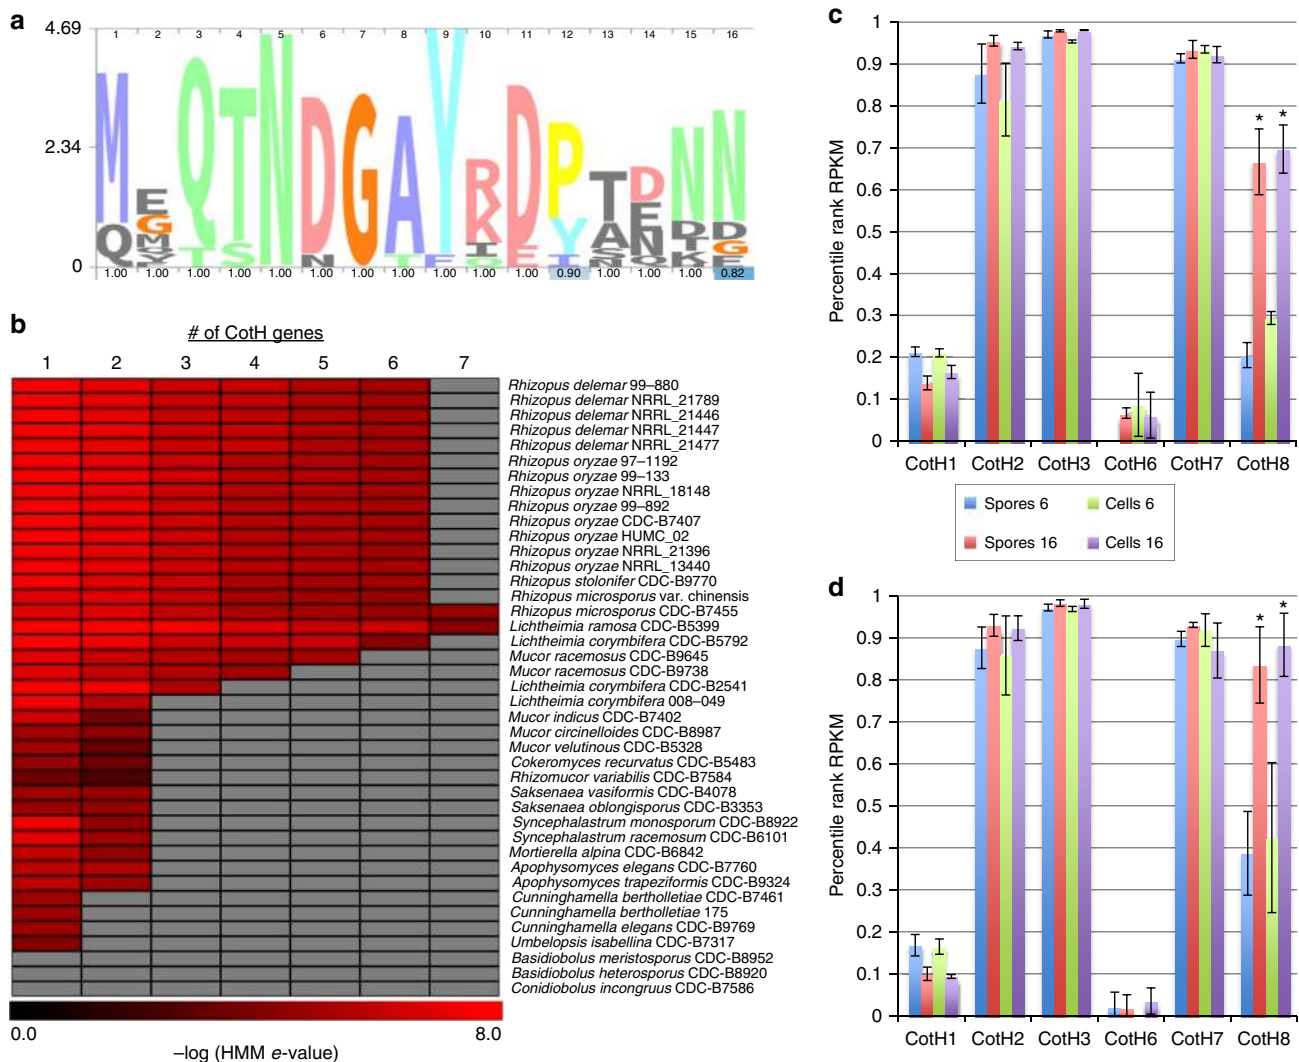 a
4.69
2.34
0
1 2 3 4 5 6 7 8 9 10 11 12 13 14 15 16
1.00 1.00 1.00 1.00 1.00 1.00 1.00 1.00 1.00 1.00 0.90 1.00 1.00 1.00 0.82
b
# of CotH genes
1 2 3 4 5 6 7
Rhizopus delemar 99–880
Rhizopus delemar NRRL_21789
Rhizopus delemar NRRL_21446
Rhizopus delemar NRRL_21447
Rhizopus delemar NRRL_21477
Rhizopus oryzae 97–1192
Rhizopus oryzae 99–133
Rhizopus oryzae NRRL_18148
Rhizopus oryzae 99–892
Rhizopus oryzae CDC-B7407
Rhizopus oryzae HUMC_02
Rhizopus oryzae NRRL_21396
Rhizopus oryzae NRRL_13440
Rhizopus stolonifer CDC-B9770
Rhizopus microsporus var. chinensis
Rhizopus microsporus CDC-B7455
Lichtheimia ramosa CDC-B5399
Lichtheimia corymbifera CDC-B5792
Mucor racemosus CDC-B9645
Mucor racemosus CDC-B9738
Lichtheimia corymbifera CDC-B2541
Lichtheimia corymbifera 008–049
Mucor indicus CDC-B7402
Mucor circinelloides CDC-B8987
Mucor velutinous CDC-B5328
Cokeromyces recurvatus CDC-B5483
Rhizomucor variabilis CDC-B7584
Saksenaea vasiformis CDC-B4078
Saksenaea oblongisporus CDC-B3353
Syncephalastrum monosporum CDC-B8922
Syncephalastrum racemosum CDC-B6101
Mortierella alpina CDC-B6842
Apophysomyces elegans CDC-B7760
Apophysomyces trapeziformis CDC-B9324
Cunninghamella bertholletiae CDC-B7461
Cunninghamella bertholletiae 175
Cunninghamella elegans CDC-B9769
Umbelopsis isabellina CDC-B7317
Basidiobolus meristosporus CDC-B8952
Basidiobolus heterosporus CDC-B8920
Conidiobolus incongruus CDC-B7586
0.0 8.0
–log (HMM e-value)
c
Percentile rank RPKM
1
0.9
0.8
0.7
0.6
0.5
0.4
0.3
0.2
0.1
0
* *
CotH1 CotH2 CotH3 CotH6 CotH7 CotH8
Spores 6 Cells 6
Spores 16 Cells 16
d
Percentile rank RPKM
1
0.9
0.8
0.7
0.6
0.5
0.4
0.3
0.2
0.1
0
* *
CotH1 CotH2 CotH3 CotH6 CotH7 CotH8